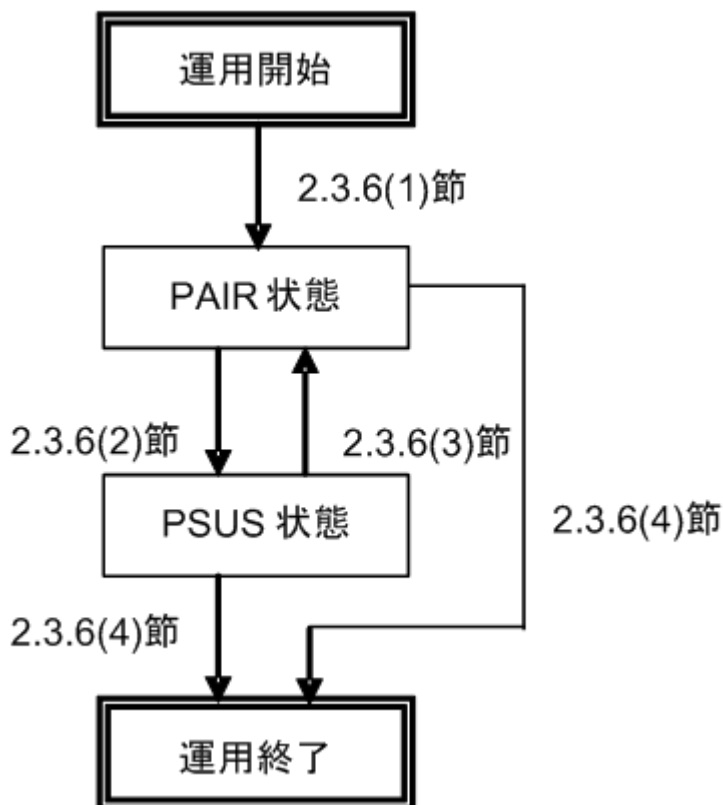 運用開始
2.3.6(1)節
PAIR 状態
2.3.6(2)節
2.3.6(3)節
PSUS 状態
2.3.6(4)節
2.3.6(4)節
運用終了